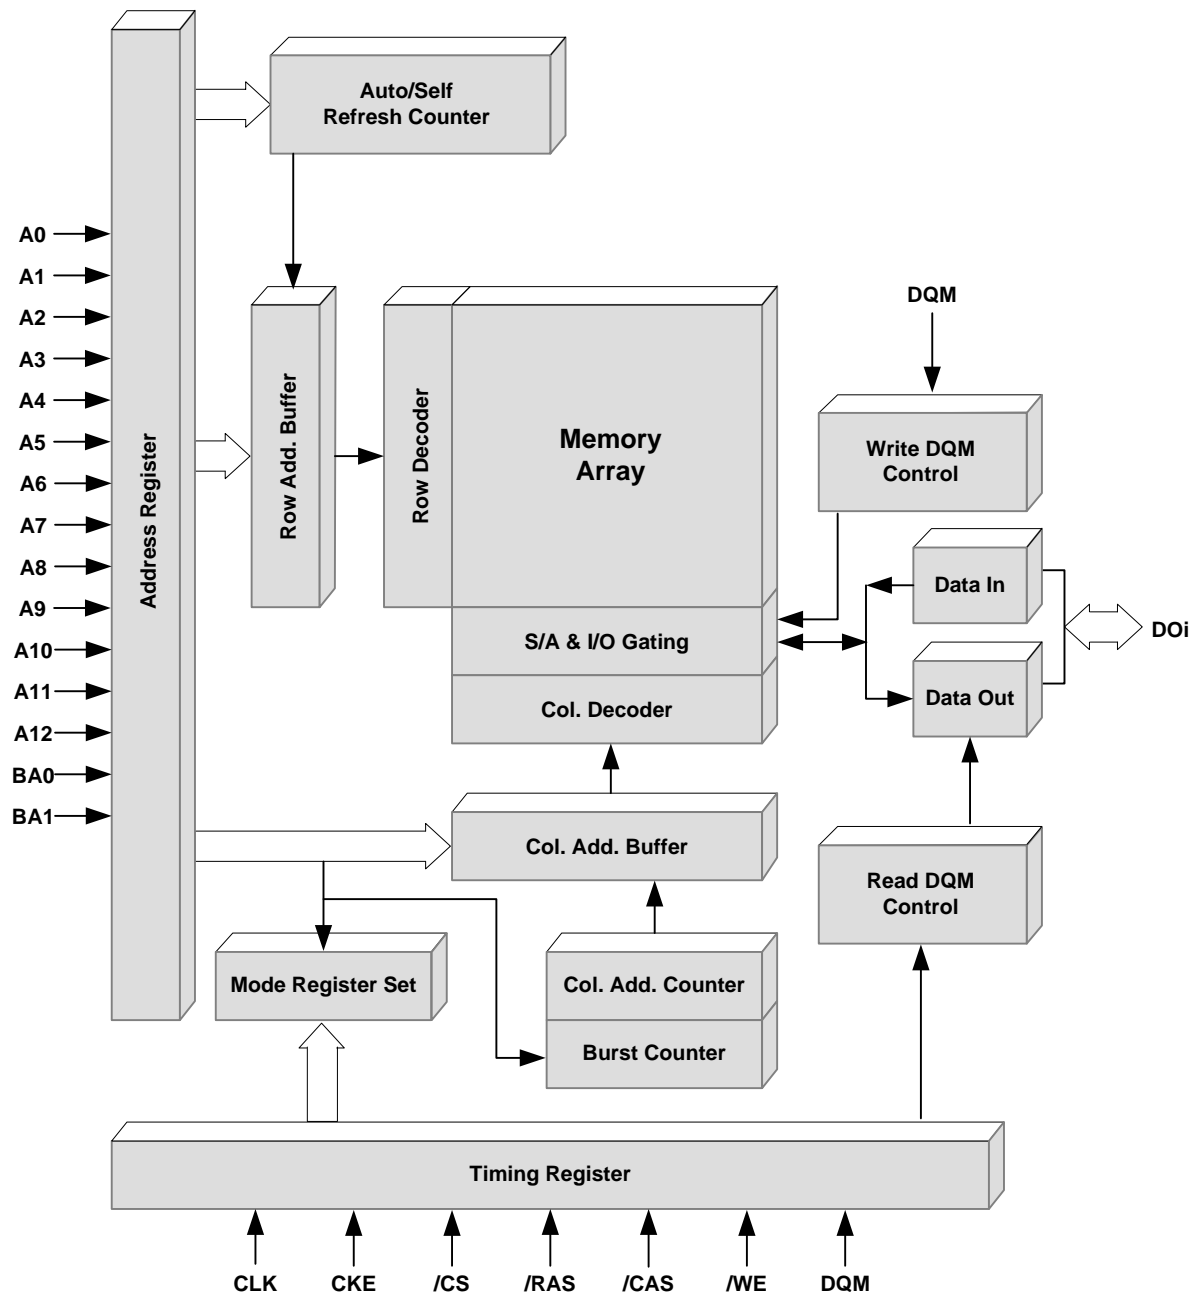 Auto/Self
Refresh Counter
A0
A1
A2
A3
A4
A5
A6
A7
A8
A9
A10
A11
A12
BA0
BA1
Address Register
Row Add. Buffer
Row Decoder
Memory
Array
S/A & I/O Gating
Col. Decoder
DQM
Write DQM
Control
Data In
Data Out
DOi
Col. Add. Buffer
Read DQM
Control
Mode Register Set
Col. Add. Counter
Burst Counter
Timing Register
CLK
CKE
/CS
/RAS
/CAS
/WE
DQM